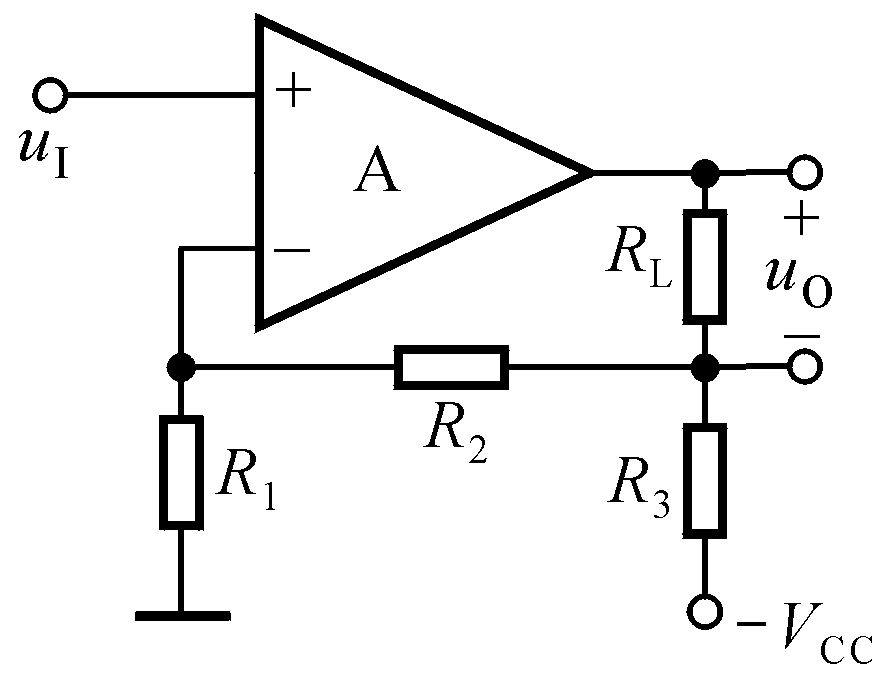 +
u_I
A
−
R_L
+
u_O
−
R_2
R_1
R_3
−V_CC